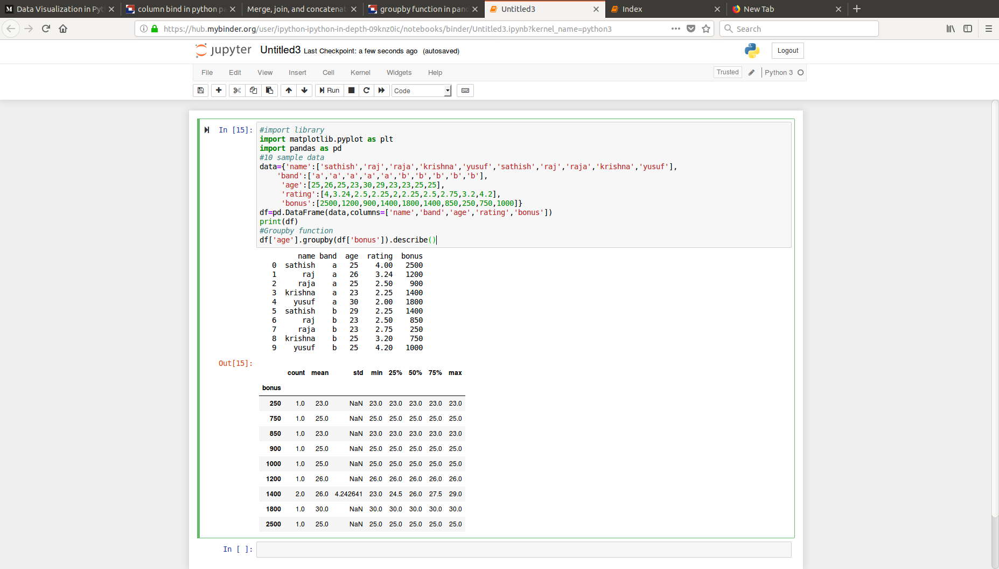 Data Visualization in Pyt
column bind in python pa
Merge, join, and concatenat
groupby function in pand
Untitled3
Index
New Tab
https://hub.mybinder.org/user/ipython-ipython-in-depth-09knz0ic/notebooks/binder/Untitled3.ipynb?kernel_name=python3
Search
jupyter Untitled3 Last Checkpoint: a few seconds ago (autosaved)
Logout
File Edit View Insert Cell Kernel Widgets Help
Trusted Python 3
Run Code
In [15]:
#import library
import matplotlib.pyplot as plt
import pandas as pd
#10 sample data
data={'name':['sathish','raj','raja','krishna','yusuf','sathish','raj','raja','krishna','yusuf'],
'band':['a','a','a','a','a','b','b','b','b','b'],
'age':[25,26,25,23,30,29,23,23,25,25],
'rating':[4,3.24,2.5,2.25,2,2.25,2.5,2.75,3.2,4.2],
'bonus':[2500,1200,900,1400,1800,1400,850,250,750,1000]}
df=pd.DataFrame(data,columns=['name','band','age','rating','bonus'])
print(df)
#Groupby function
df['age'].groupby(df['bonus']).describe()
name band age rating bonus
0 sathish a 25 4.00 2500
1 raj a 26 3.24 1200
2 raja a 25 2.50 900
3 krishna a 23 2.25 1400
4 yusuf a 30 2.00 1800
5 sathish b 29 2.25 1400
6 raj b 23 2.50 850
7 raja b 23 2.75 250
8 krishna b 25 3.20 750
9 yusuf b 25 4.20 1000
Out[15]:
count mean std min 25% 50% 75% max
bonus
250 1.0 23.0 NaN 23.0 23.0 23.0 23.0 23.0
750 1.0 25.0 NaN 25.0 25.0 25.0 25.0 25.0
850 1.0 23.0 NaN 23.0 23.0 23.0 23.0 23.0
900 1.0 25.0 NaN 25.0 25.0 25.0 25.0 25.0
1000 1.0 25.0 NaN 25.0 25.0 25.0 25.0 25.0
1200 1.0 26.0 NaN 26.0 26.0 26.0 26.0 26.0
1400 2.0 26.0 4.242641 23.0 24.5 26.0 27.5 29.0
1800 1.0 30.0 NaN 30.0 30.0 30.0 30.0 30.0
2500 1.0 25.0 NaN 25.0 25.0 25.0 25.0 25.0
In [ ]: